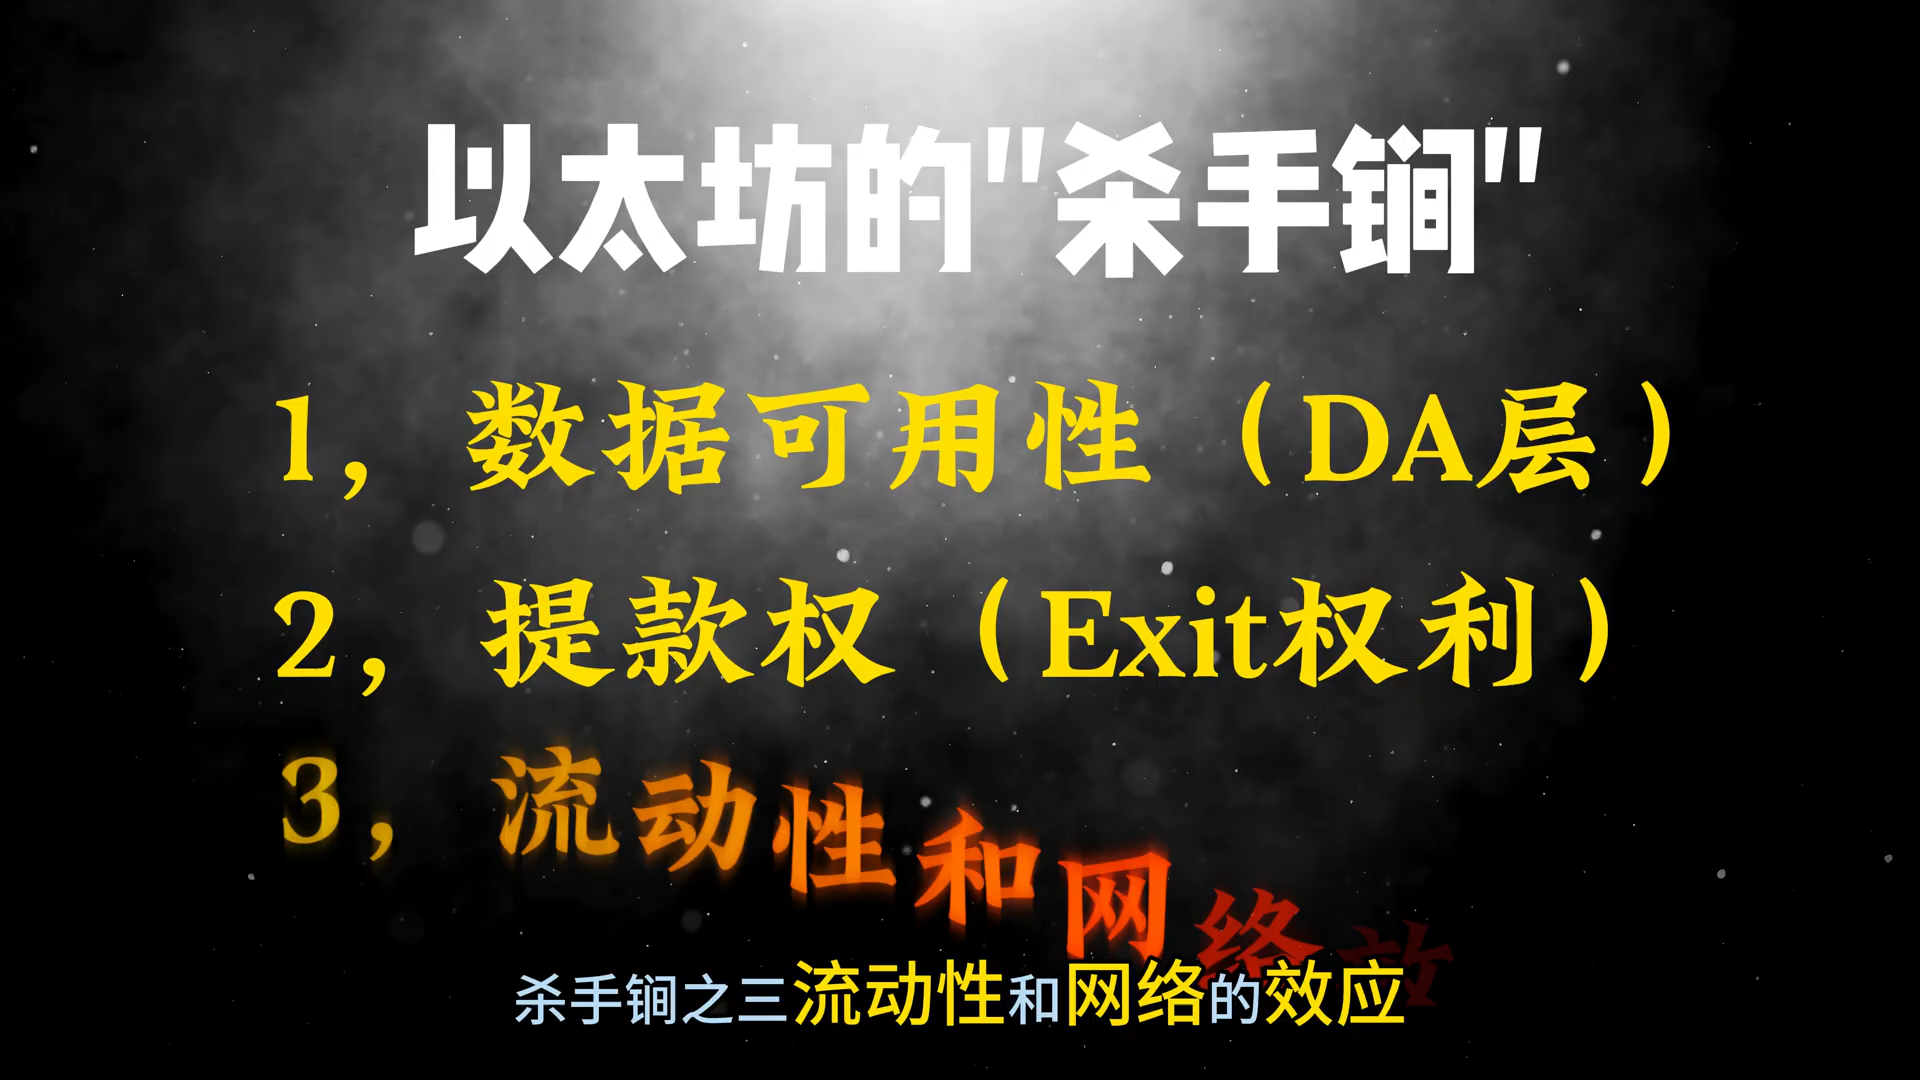 以太坊的"杀手锏"
1，数据可用性（DA层）
2，提款权（Exit权利）
3，流动性和网络效
杀手锏之三流动性和网络的效应